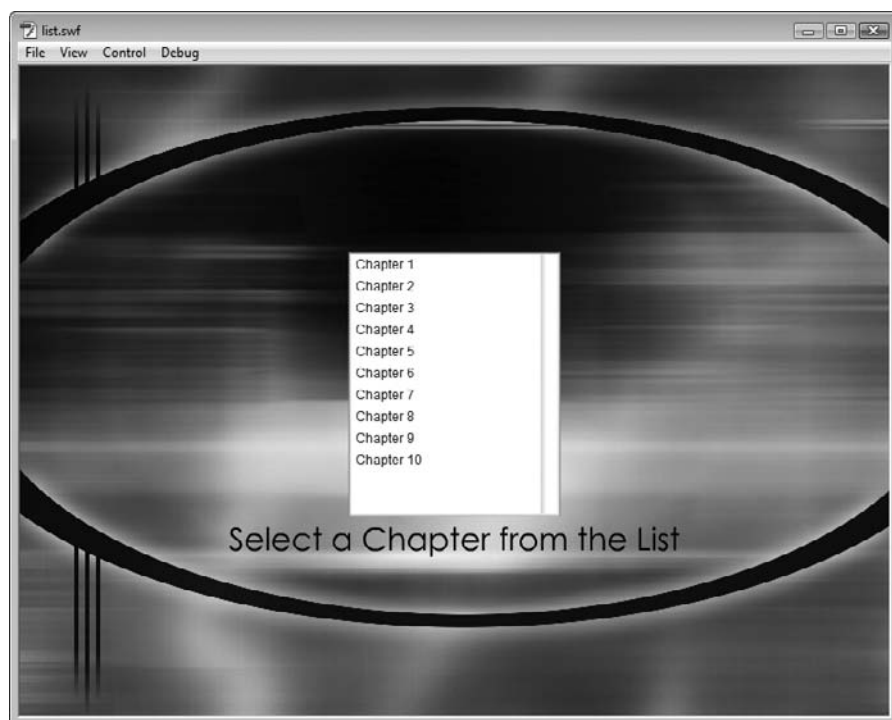 list.swf
File View Control Debug
Chapter 1
Chapter 2
Chapter 3
Chapter 4
Chapter 5
Chapter 6
Chapter 7
Chapter 8
Chapter 9
Chapter 10
Select a Chapter from the List